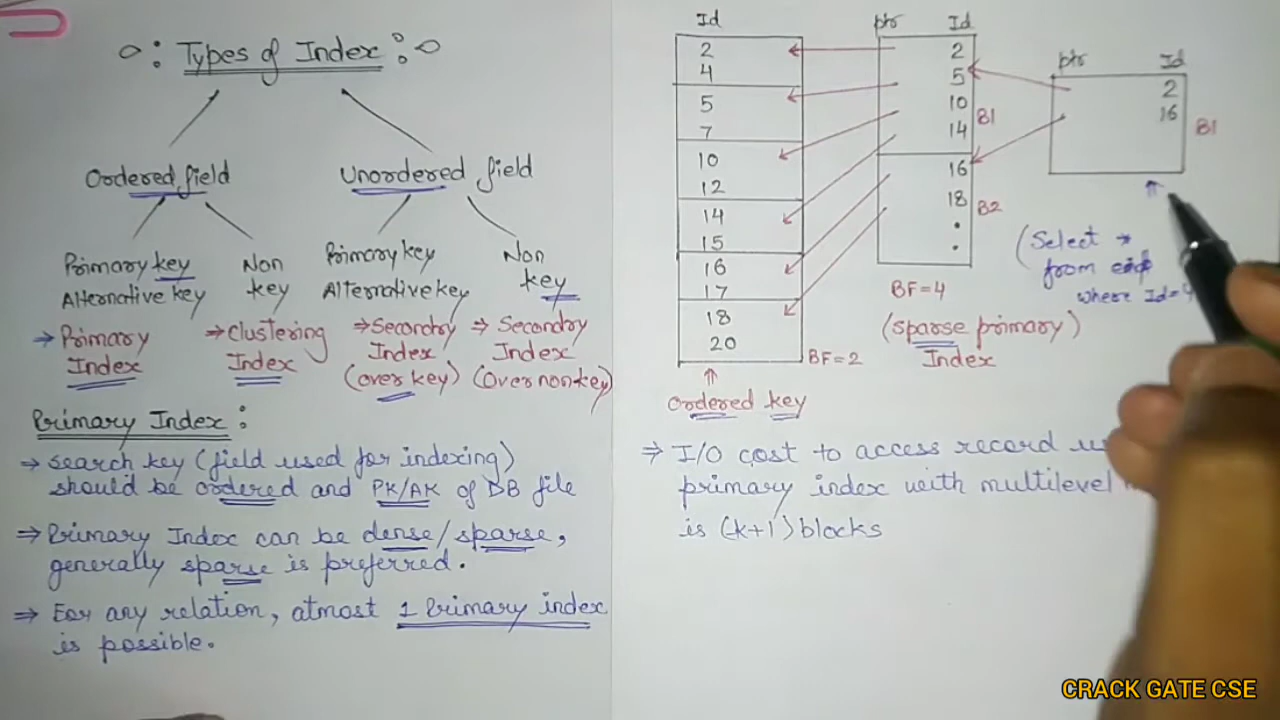 Types of Index
Ordered field
Unordered field
Primary key
Alternative key
Non
key
Primary key
Alternative key
Non
key
⇒ Primary
Index
⇒ Clustering
Index
⇒ Secondry
Index
(over key)
⇒ Secondry
Index
(Over nonkey)
Primary Index :
⇒ Search key (field used for indexing)
should be ordered and PK/AK of DB file
⇒ Primary Index can be dense/sparse,
generally sparse is preferred.
⇒ For any relation, atmost 1 Primary index
is possible.
Id
2
4
5
7
10
12
14
15
16
17
18
20
BF=2
Ordered key
ptr Id
2
5
10
14
B1
16
18
B2
BF=4
(sparse primary)
Index
ptr Id
2
16
B1
(Select *
from
where Id=4
⇒ I/O cost to access record
primary index with multilevel
is (k+1) blocks
CRACK GATE CSE